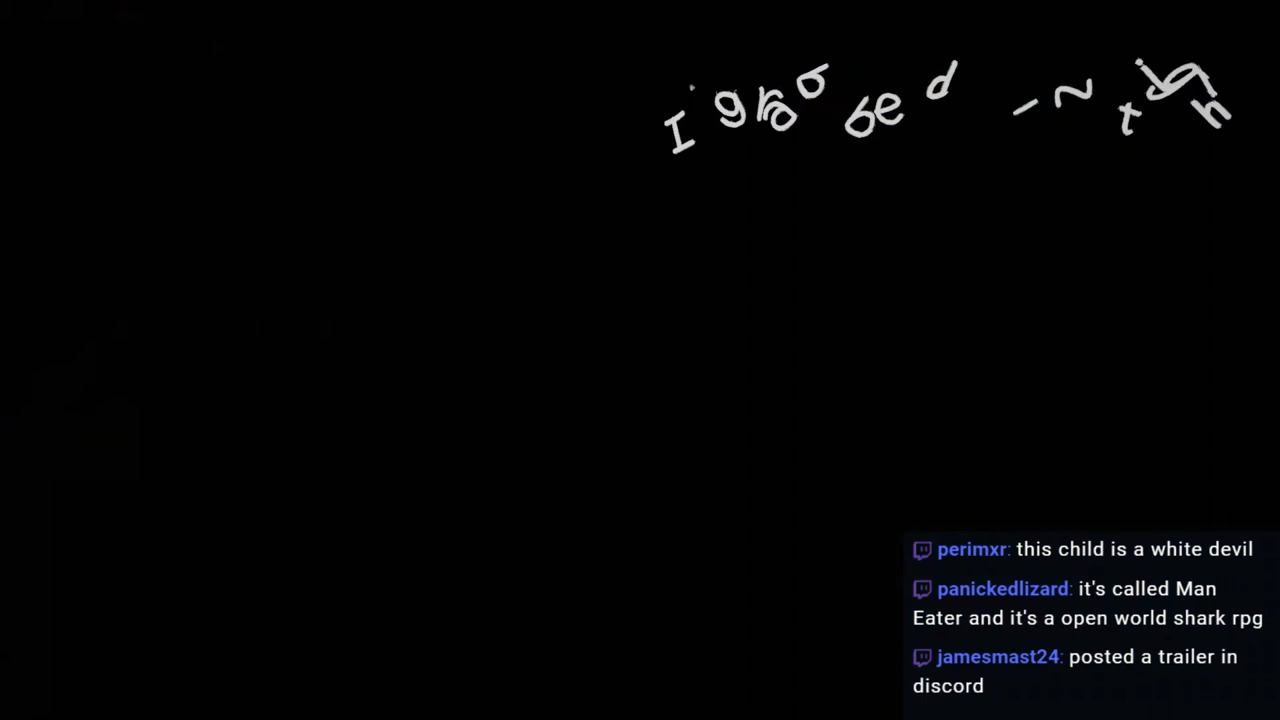 perimxr: this child is a white devil
panickedlizard: it's called Man
Eater and it's a open world shark rpg
jamesmast24: posted a trailer in
discord